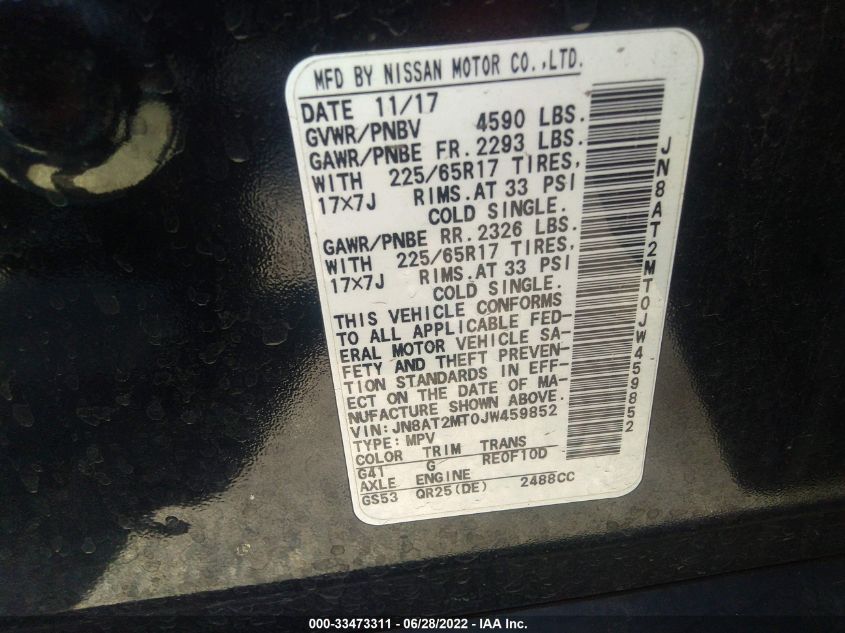 MFD BY NISSAN MOTOR CO.,LTD.
DATE 11/17
GVWR/PNBV 4590 LBS.
GAWR/PNBE FR. 2293 LBS.
WITH 225/65R17 TIRES,
17×7J RIMS.AT 33 PSI
COLD SINGLE.
GAWR/PNBE RR. 2326 LBS.
WITH 225/65R17 TIRES,
17×7J RIMS.AT 33 PSI
COLD SINGLE.
THIS VEHICLE CONFORMS
TO ALL APPLICABLE FED-
ERAL MOTOR VEHICLE SA-
FETY AND THEFT PREVEN-
TION STANDARDS IN EFF-
ECT ON THE DATE OF MA-
NUFACTURE SHOWN ABOVE.
VIN: JN8AT2MT0JW459852
TYPE: MPV
COLOR TRIM TRANS
G41 G RE0F10D
AXLE ENGINE
GS53 QR25(DE) 2488CC
JN8AT2MT0JW459852
000-33473311 - 06/28/2022 - IAA Inc.